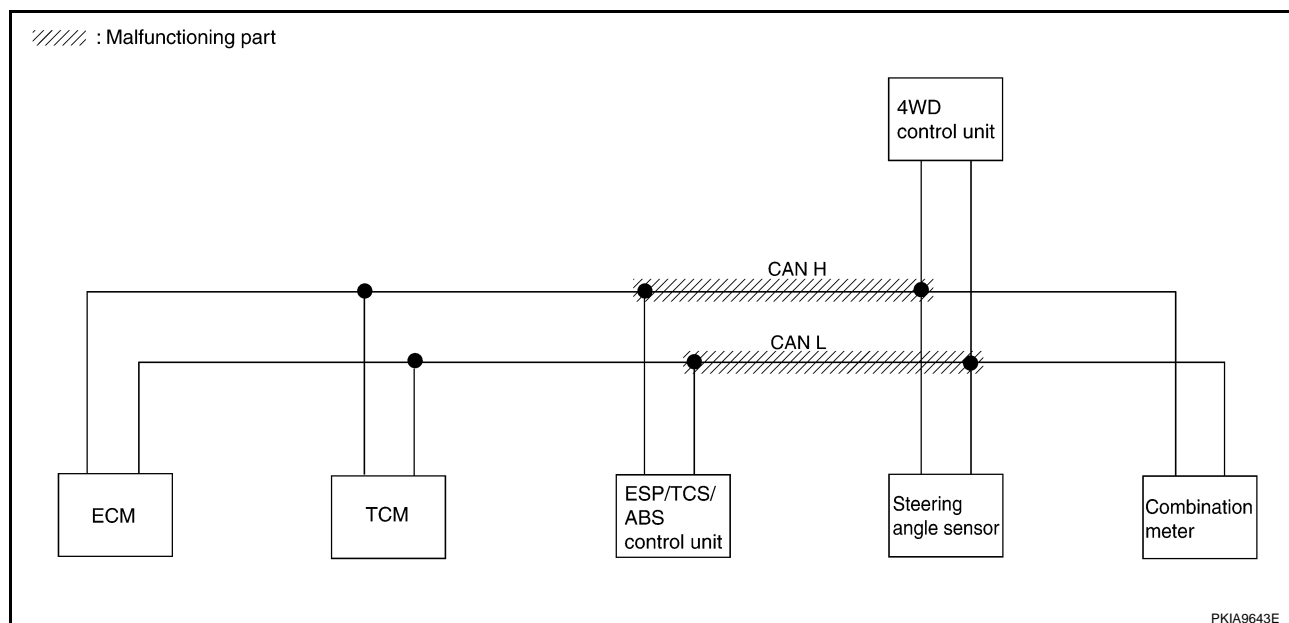 : Malfunctioning part
4WD
control unit
CAN H
CAN L
ECM
TCM
ESP/TCS/
ABS
control unit
Steering
angle sensor
Combination
meter
PKIA9643E